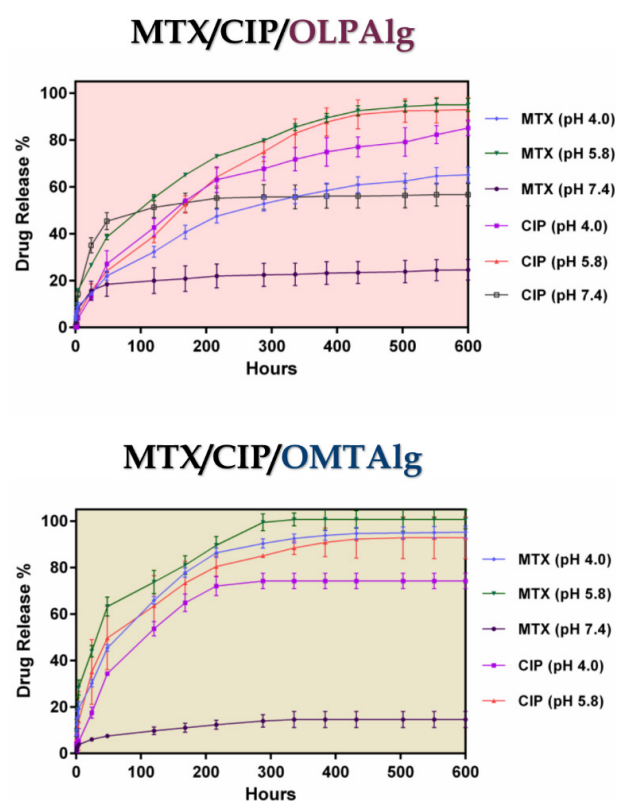 MTX/CIP/OLPAlg
100
80
60
40
20
0
Drug Release %
0 100 200 300 400 500 600
Hours
MTX (pH 4.0)
MTX (pH 5.8)
MTX (pH 7.4)
CIP (pH 4.0)
CIP (pH 5.8)
CIP (pH 7.4)
MTX/CIP/OMTAlg
100
80
60
40
20
0
Drug Release %
0 100 200 300 400 500 600
Hours
MTX (pH 4.0)
MTX (pH 5.8)
MTX (pH 7.4)
CIP (pH 4.0)
CIP (pH 5.8)